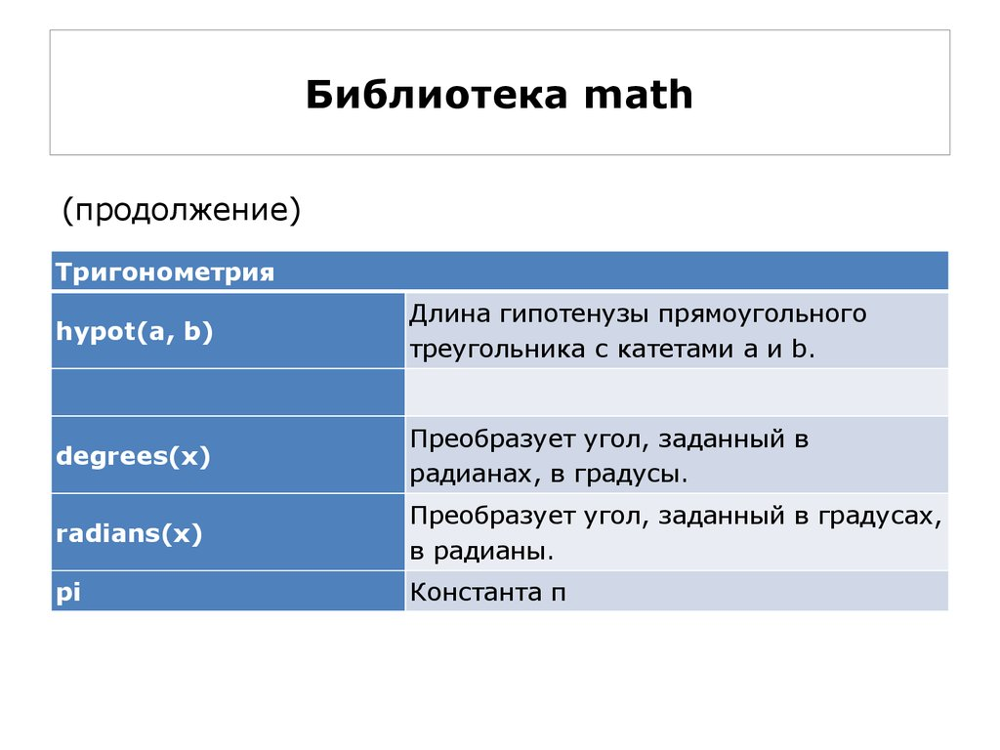 Библиотека math
(продолжение)
Тригонометрия
hypot(a, b)
Длина гипотенузы прямоугольного
треугольника с катетами a и b.
degrees(x)
Преобразует угол, заданный в
радианах, в градусы.
radians(x)
Преобразует угол, заданный в градусах,
в радианы.
pi
Константа п